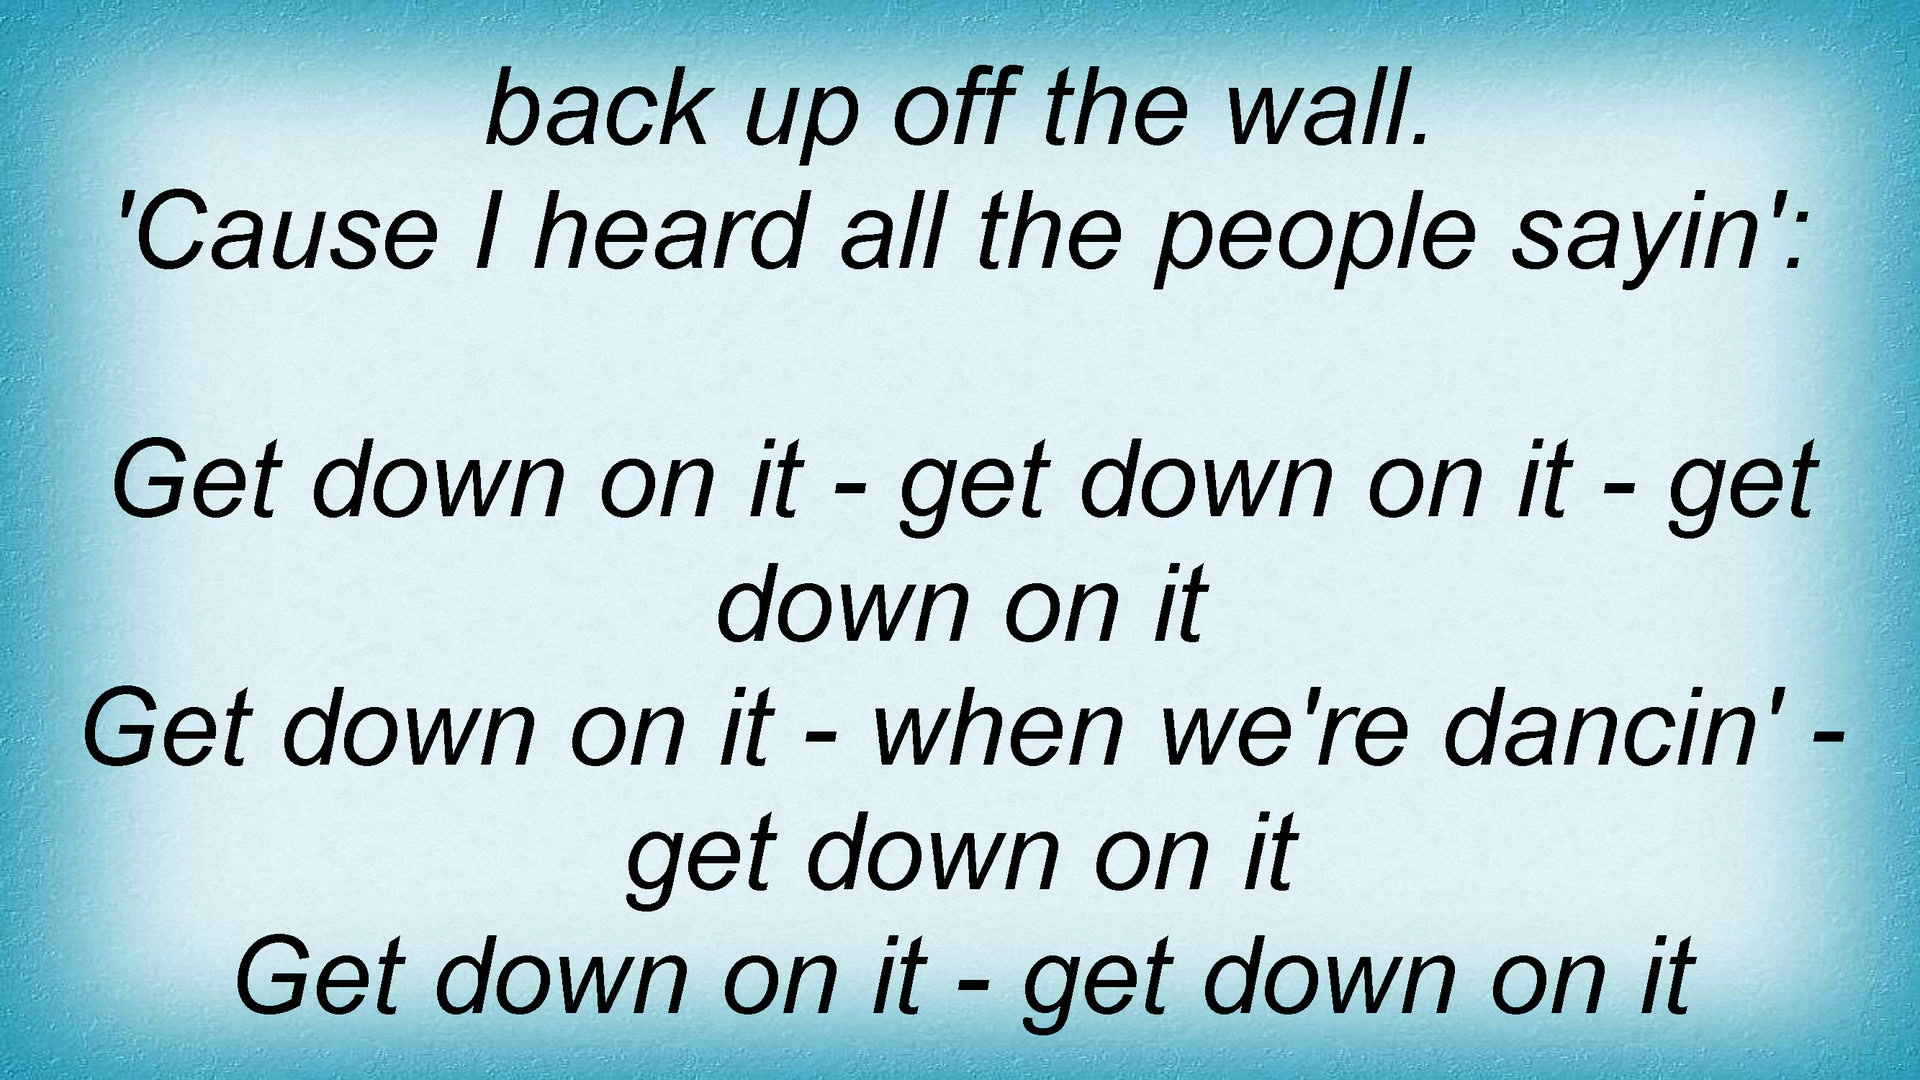 back up off the wall.
'Cause I heard all the people sayin':
Get down on it - get down on it - get
down on it
Get down on it - when we're dancin' -
get down on it
Get down on it - get down on it